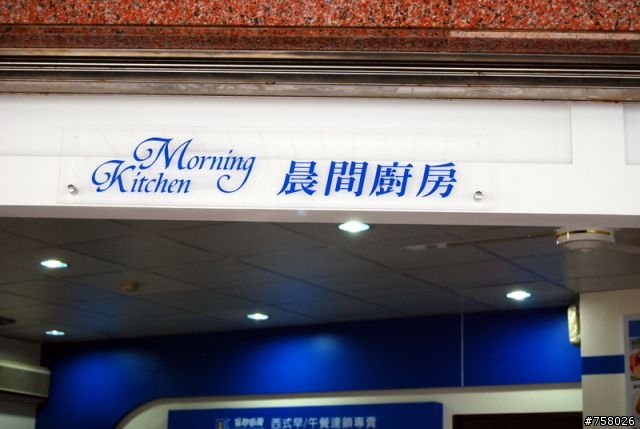 Morning
Kitchen
晨間廚房
西式早/午餐連鎖專賣
#758026